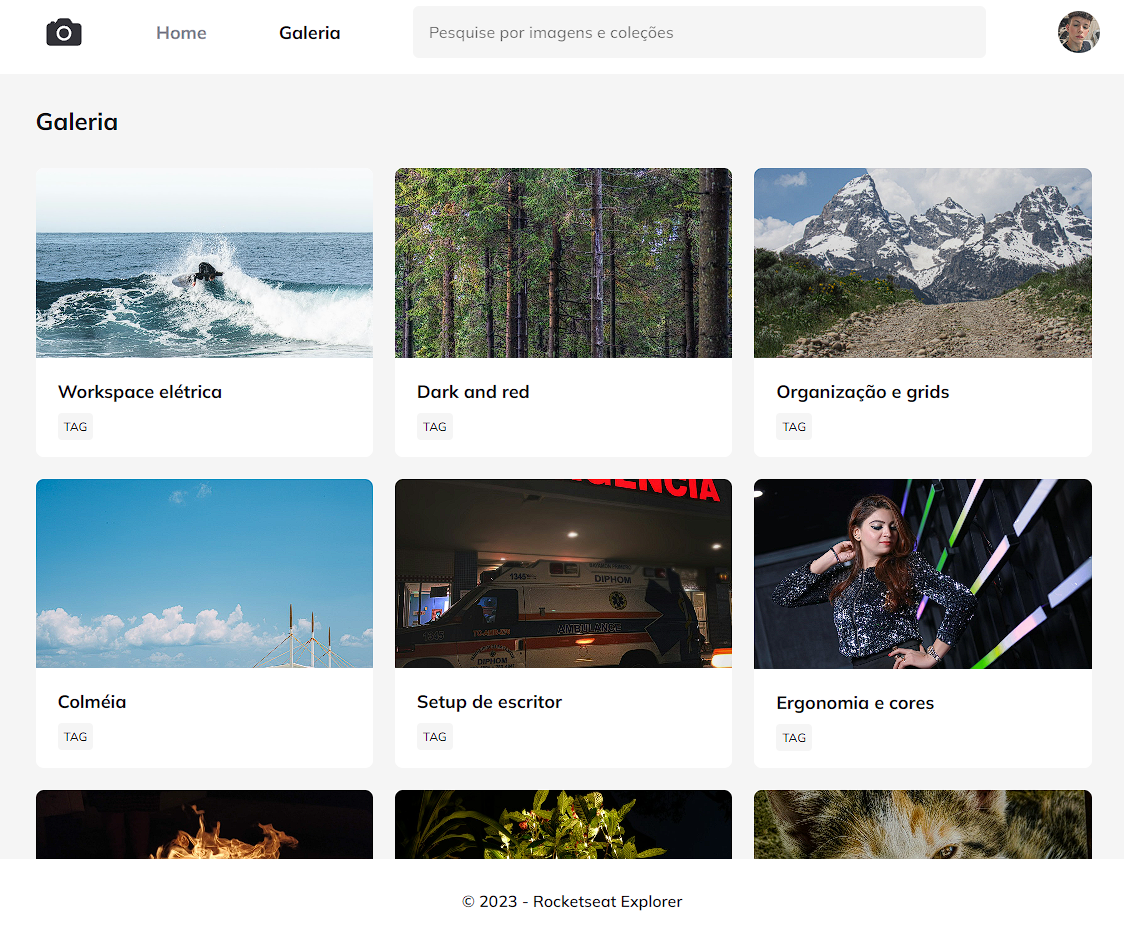 Home Galeria Pesquise por imagens e coleções
Galeria
Workspace elétrica
TAG
Dark and red
TAG
Organização e grids
TAG
GENCIA
1345
DIPHOM
AMBULANCE
1345
DIPHOM
Colméia
TAG
Setup de escritor
TAG
Ergonomia e cores
TAG
© 2023 - Rocketseat Explorer